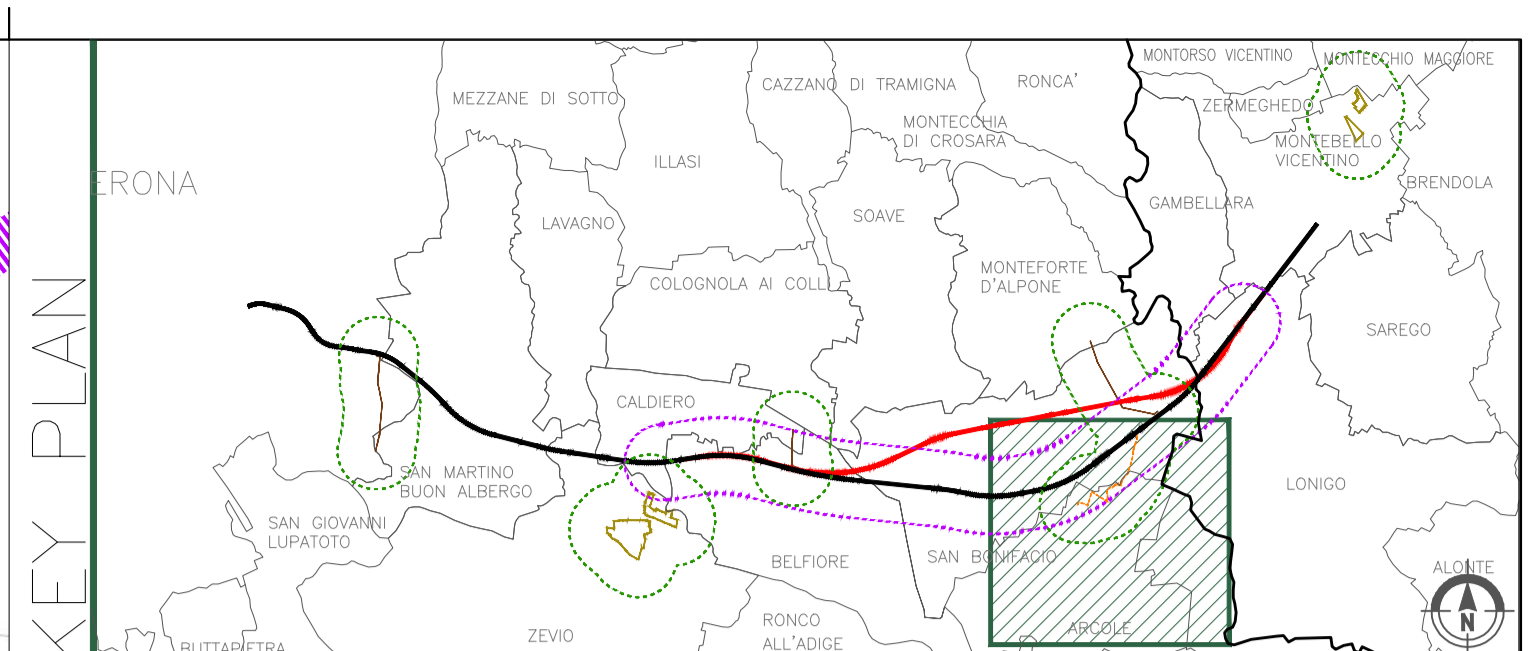 MONTORSO VICENTINO
MONTECCHIO MAGGIORE
MEZZANE DI SOTTO
CAZZANO DI TRAMIGNA
RONCA'
ZERMEGHEDO
MONTECCHIA
DI CROSARA
MONTEBELLO
VICENTINO
ILLASI
ERONA
BRENDOLA
GAMBELLARA
LAVAGNO
SOAVE
MONTEFORTE
D'ALPONE
COLOGNOLA AI COLLI
SAREGO
CALDIERO
SAN MARTINO
BUON ALBERGO
LONIGO
SAN GIOVANNI
LUPATOTO
BELFIORE
SAN BONIFACIO
ALONTE
RONCO
ALL'ADIGE
ARCOLE
ZEVIO
BUTTAPIETRA
N
KEY PLAN